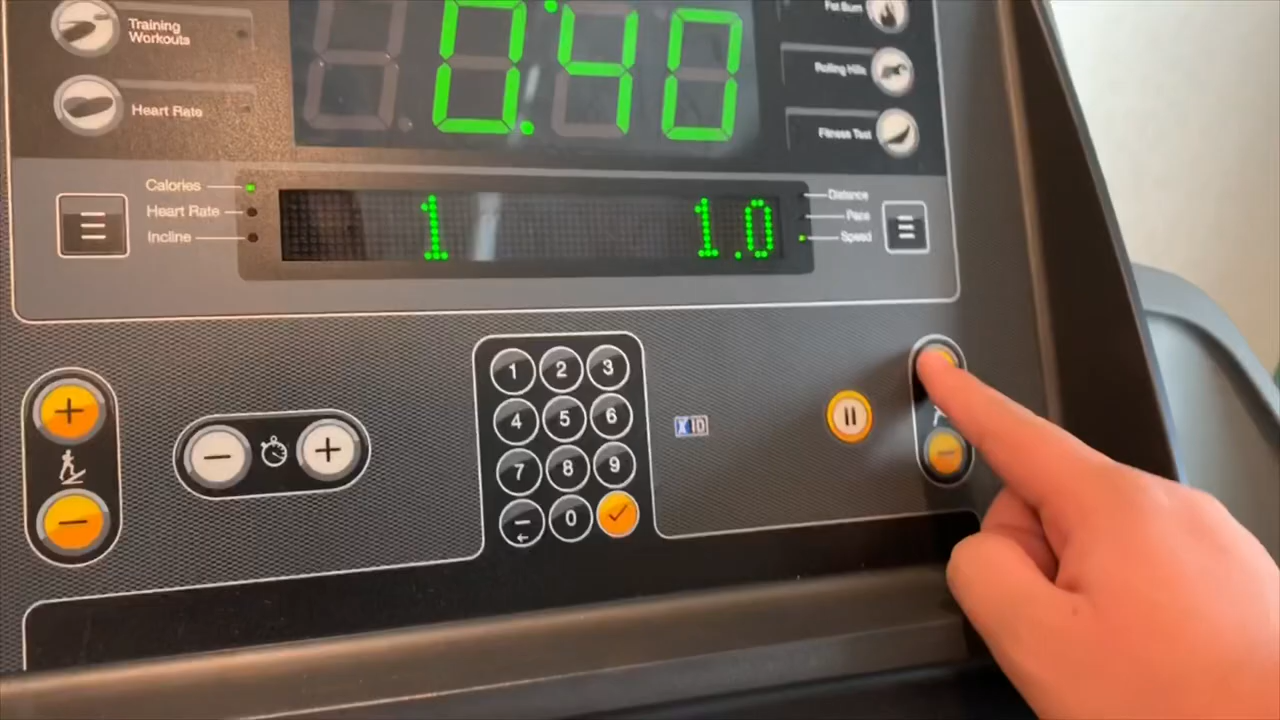 Training
Workouts
Heart Rate
0:40
Fat Burn
Rolling Hills
Fitness Test
Calories
Heart Rate
Incline
1
1.0
Distance
Pace
Speed
+
−
−
+
1 2 3
4 5 6
7 8 9
− 0 ✓
←
XID
−